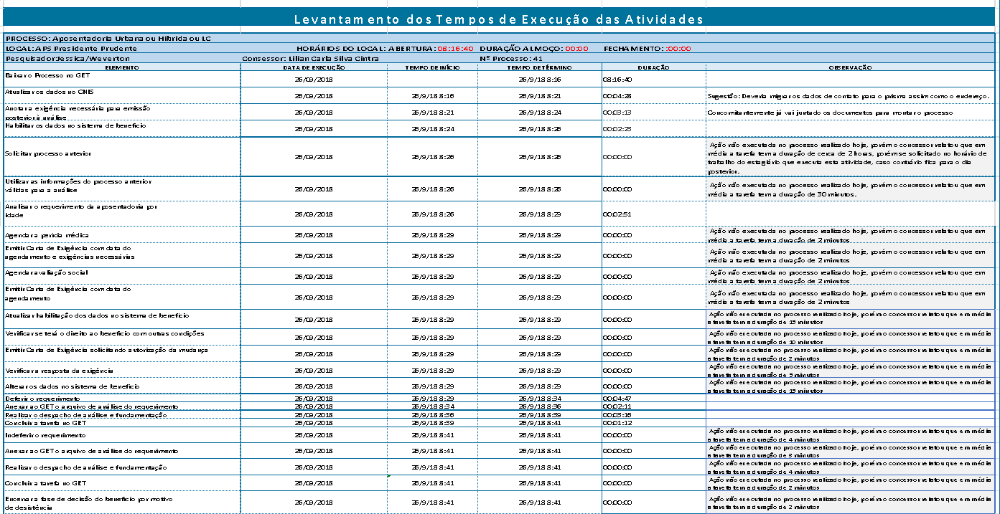 Levantamento dos Tempos de Execução das Atividades
PROCESSO: Aposentadoria Urbana ou Híbrida ou LC
LOCAL: APS Presidente Prudente HORÁRIOS DO LOCAL: ABERTURA: 08:16:40 DURAÇÃO ALMOÇO: 00:00 FECHAMENTO: :00:00
Pesquisador:Jessica/Weverton Consessor: Lilian Carla Silva Cintra Nº Processo: 41
ELEMENTO DATA DE EXECUÇÃO TEMPO DE INÍCIO TEMPO DE TÉRMINO DURAÇÃO OBSERVAÇÃO
Baixar o Processo no GET 26/09/2018 26/9/18 8:16 08:16:40
Atualizar os dados no CNIS 26/09/2018 26/9/18 8:16 26/9/18 8:21 00:04:28 Sugestão: Deveria migrar os dados de contato para o prisma assim como o endereço.
Anotar a exigência necessária para emissão
posterior à análise 26/09/2018 26/9/18 8:21 26/9/18 8:24 00:03:13 Concomitantemente já vai juntado os documentos para montar o processo
Habilitar os dados no sistema de benefício 26/09/2018 26/9/18 8:24 26/9/18 8:26 00:02:23
Solicitar processo anterior 26/09/2018 26/9/18 8:26 26/9/18 8:26 00:00:00 Ação não executada no processo realizado hoje, porém o concessor relatou que em
média a tarefa tem a duração de cerca de 2 horas, porém se solicitado no horário de
trabalho do estagiário que executa esta atividade, caso contuário fica para o dia
posterior.
Utilizar as informações do processo anterior
válidas para a análise 26/09/2018 26/9/18 8:26 26/9/18 8:26 00:00:00 Ação não executada no processo realizado hoje, porém o concessor relatou que em
média a tarefa tem a duração de 30 minutos.
Analisar o requerimento da aposentadoria por
idade 26/09/2018 26/9/18 8:26 26/9/18 8:29 00:02:51
Agendar a perícia médica 26/09/2018 26/9/18 8:29 26/9/18 8:29 00:00:00 Ação não executada no processo realizado hoje, porém o concessor relatou que em
média a tarefa tem a duração de 2 minutos
Emitir Carta de Exigência com data do
agendamento e exigências necessárias 26/09/2018 26/9/18 8:29 26/9/18 8:29 00:00:00 Ação não executada no processo realizado hoje, porém o concessor relatou que em
média a tarefa tem a duração de 2 minutos
Agendar avaliação social 26/09/2018 26/9/18 8:29 26/9/18 8:29 00:00:00 Ação não executada no processo realizado hoje, porém o concessor relatou que em
média a tarefa tem a duração de 2 minutos
Emitir Carta de Exigência com data do
agendamento 26/09/2018 26/9/18 8:29 26/9/18 8:29 00:00:00 Ação não executada no processo realizado hoje, porém o concessor relatou que em
média a tarefa tem a duração de 2 minutos
Atualizar habilitação dos dados no sistema de benefício 26/09/2018 26/9/18 8:29 26/9/18 8:29 00:00:00 Ação não executada no processo realizado hoje, porém o concessor relatou que em média
a tarefa tem a duração de 15 minutos
Verificar se terá o direito ao benefício com outras condições 26/09/2018 26/9/18 8:29 26/9/18 8:29 00:00:00 Ação não executada no processo realizado hoje, porém o concessor relatou que em média
a tarefa tem a duração de 10 minutos
Emitir Carta de Exigência solicitando autorização da mudança 26/09/2018 26/9/18 8:29 26/9/18 8:29 00:00:00 Ação não executada no processo realizado hoje, porém o concessor relatou que em média
a tarefa tem a duração de 2 minutos
Verificar a resposta da exigência 26/09/2018 26/9/18 8:29 26/9/18 8:29 00:00:00 Ação não executada no processo realizado hoje, porém o concessor relatou que em média
a tarefa tem a duração de 5 minutos
Alterar os dados no sistema de benefício 26/09/2018 26/9/18 8:29 26/9/18 8:29 00:00:00 Ação não executada no processo realizado hoje, porém o concessor relatou que em média
a tarefa tem a duração de 15 minutos
Deferir o requerimento 26/09/2018 26/9/18 8:29 26/9/18 8:34 00:04:47
Anexar ao GET o arquivo de análise do requerimento 26/09/2018 26/9/18 8:34 26/9/18 8:36 00:02:11
Realizar o despacho de análise e fundamentação 26/09/2018 26/9/18 8:36 26/9/18 8:39 00:03:16
Concluir a tarefa no GET 26/09/2018 26/9/18 8:39 26/9/18 8:41 00:01:12
Indeferir o requerimento 26/09/2018 26/9/18 8:41 26/9/18 8:41 00:00:00 Ação não executada no processo realizado hoje, porém o concessor relatou que em média
a tarefa tem a duração de 4 minutos
Anexar ao GET o arquivo de análise do requerimento 26/09/2018 26/9/18 8:41 26/9/18 8:41 00:00:00 Ação não executada no processo realizado hoje, porém o concessor relatou que em média
a tarefa tem a duração de 3 minutos
Realizar o despacho de análise e fundamentação 26/09/2018 26/9/18 8:41 26/9/18 8:41 00:00:00 Ação não executada no processo realizado hoje, porém o concessor relatou que em média
a tarefa tem a duração de 4 minutos
Concluir a tarefa no GET 26/09/2018 26/9/18 8:41 26/9/18 8:41 00:00:00 Ação não executada no processo realizado hoje, porém o concessor relatou que em média
a tarefa tem a duração de 2 minutos
Encerrar a fase de decisão do benefício por motivo
de desistência 26/09/2018 26/9/18 8:41 26/9/18 8:41 00:00:00 Ação não executada no processo realizado hoje, porém o concessor relatou que em média
a tarefa tem a duração de 2 minutos